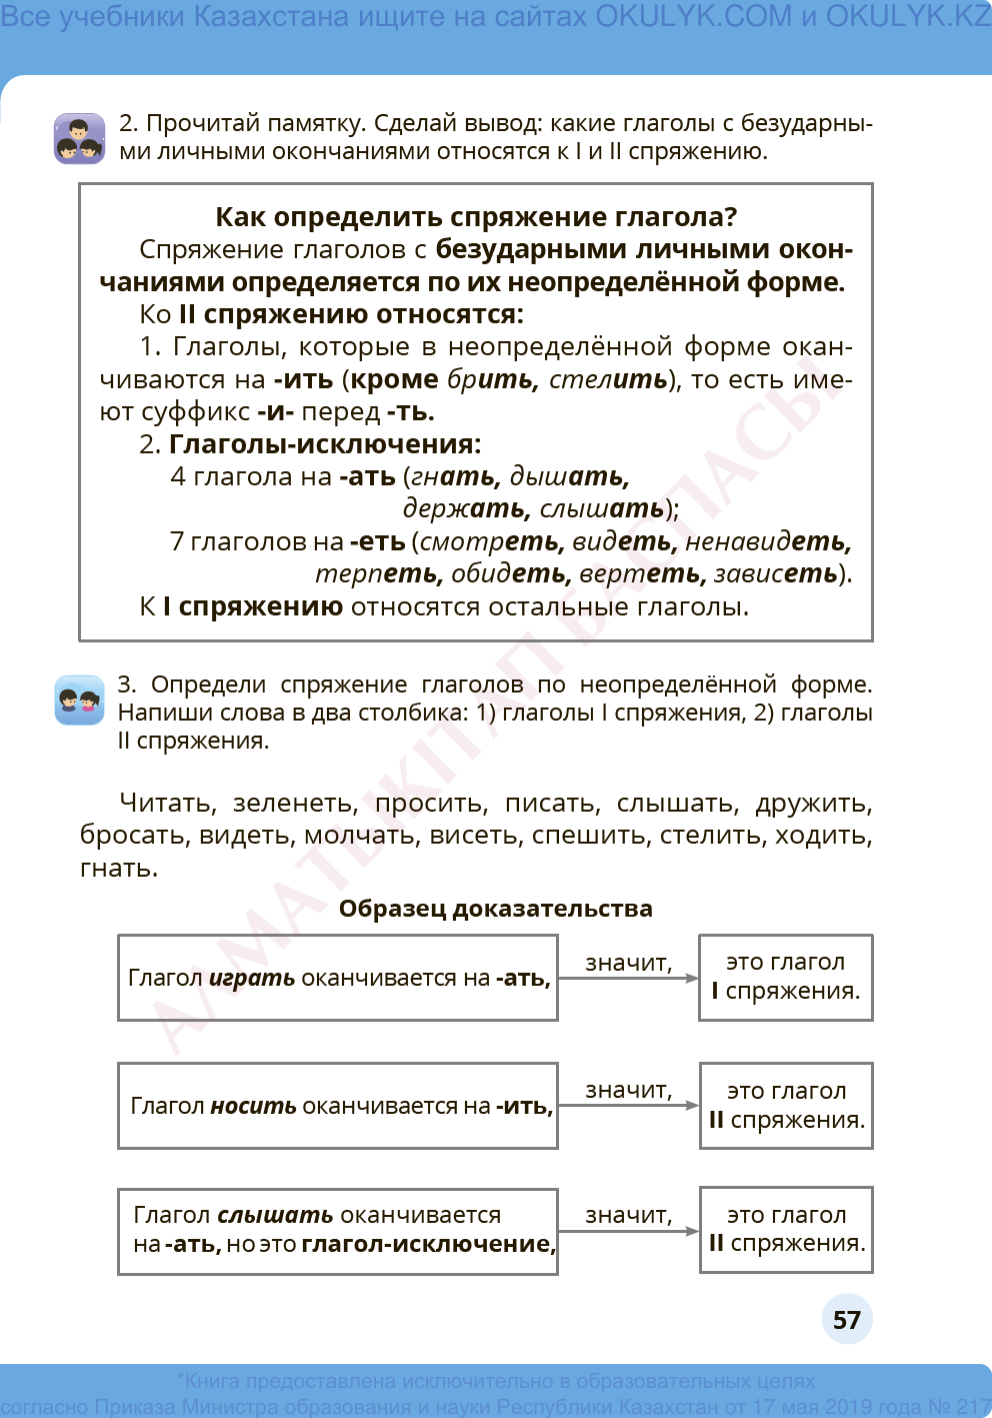 Все учебники Казахстана ищите на сайтах OKULYK.COM и OKULYK.KZ
2. Прочитай памятку. Сделай вывод: какие глаголы с безударны-
ми личными окончаниями относятся к I и II спряжению.
Как определить спряжение глагола?
Спряжение глаголов с безударными личными окон-
чаниями определяется по их неопределённой форме.
Ко II спряжению относятся:
1. Глаголы, которые в неопределённой форме окан-
чиваются на -ить (кроме брить, стелить), то есть име-
ют суффикс -и- перед -ть.
2. Глаголы-исключения:
4 глагола на -ать (гнать, дышать,
держать, слышать);
7 глаголов на -еть (смотреть, видеть, ненавидеть,
терпеть, обидеть, вертеть, зависеть).
К I спряжению относятся остальные глаголы.
3. Определи спряжение глаголов по неопределённой форме.
Напиши слова в два столбика: 1) глаголы I спряжения, 2) глаголы
II спряжения.
Читать, зеленеть, просить, писать, слышать, дружить,
бросать, видеть, молчать, висеть, спешить, стелить, ходить,
гнать.
Образец доказательства
Глагол играть оканчивается на -ать,
значит,
это глагол
I спряжения.
Глагол носить оканчивается на -ить,
значит,
это глагол
II спряжения.
Глагол слышать оканчивается
на -ать, но это глагол-исключение,
значит,
это глагол
II спряжения.
57
АЛМАТЫКІТАП БАСПАСЫ
*Книга предоставлена исключительно в образовательных целях
согласно Приказа Министра образования и науки Республики Казахстан от 17 мая 2019 года № 217